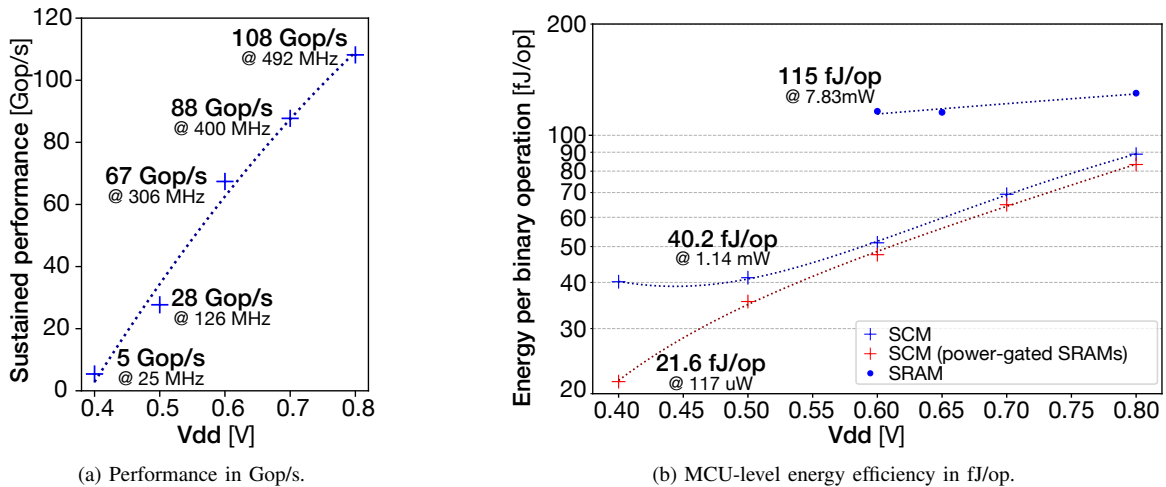 Sustained performance [Gop/s]
120
100
80
60
40
20
0
108 Gop/s
@ 492 MHz
88 Gop/s
@ 400 MHz
67 Gop/s
@ 306 MHz
28 Gop/s
@ 126 MHz
5 Gop/s
@ 25 MHz
0.4 0.5 0.6 0.7 0.8
Vdd [V]
(a) Performance in Gop/s.
Energy per binary operation [fJ/op]
200
100
90
80
70
60
50
40
30
20
115 fJ/op
@ 7.83mW
40.2 fJ/op
@ 1.14 mW
21.6 fJ/op
@ 117 uW
SCM
SCM (power-gated SRAMs)
SRAM
0.40 0.45 0.50 0.55 0.60 0.65 0.70 0.75 0.80
Vdd [V]
(b) MCU-level energy efficiency in fJ/op.